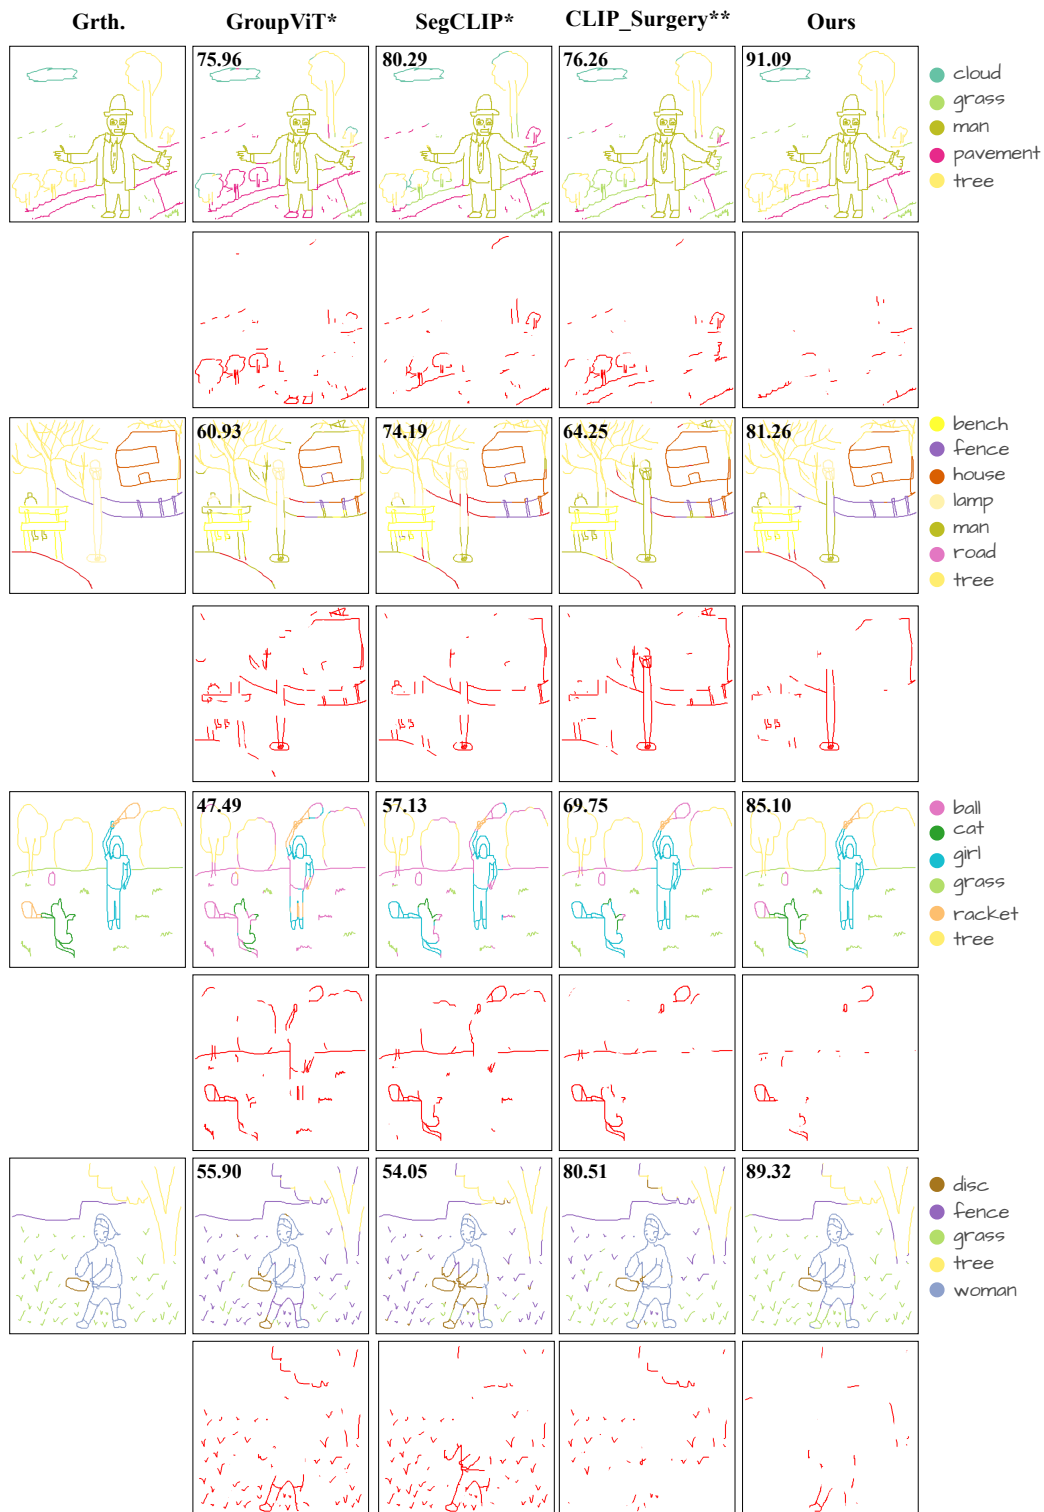 Grth. GroupViT* SegCLIP* CLIP_Surgery** Ours
75.96 80.29 76.26 91.09
cloud
grass
man
pavement
tree
60.93 74.19 64.25 81.26
bench
fence
house
lamp
man
road
tree
47.49 57.13 69.75 85.10
ball
cat
girl
grass
racket
tree
55.90 54.05 80.51 89.32
disc
fence
grass
tree
woman